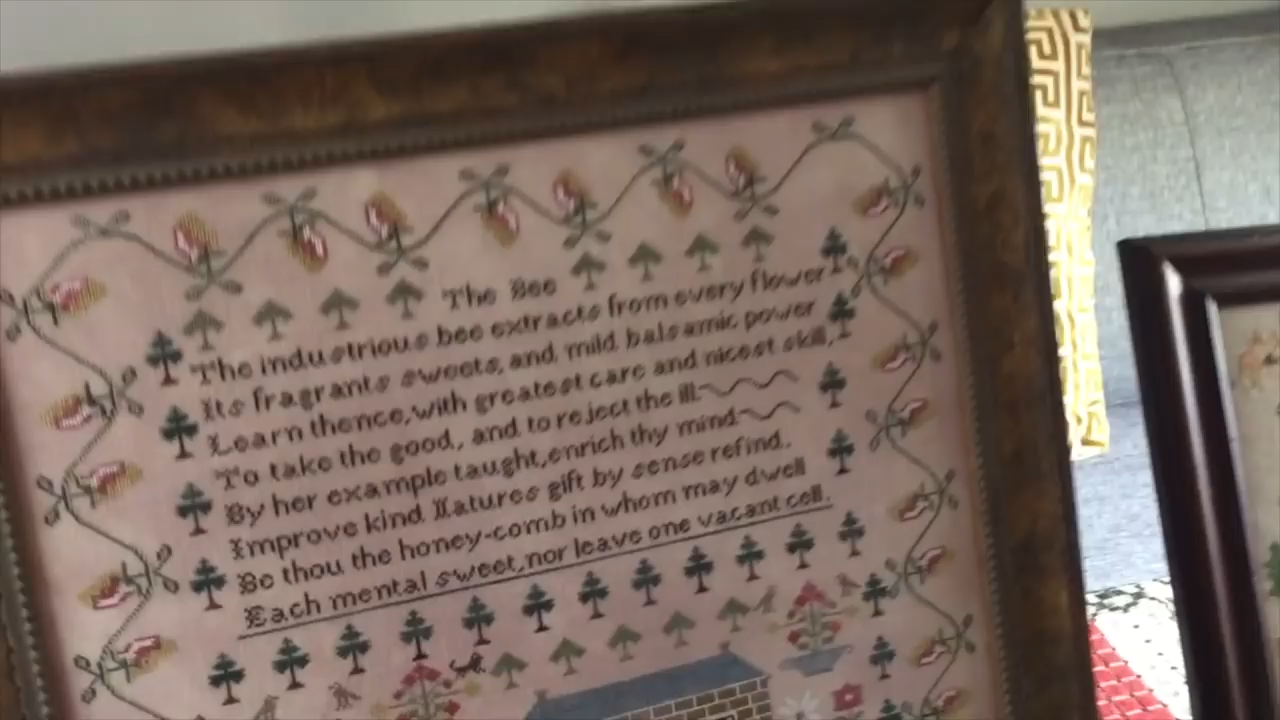 The Bee
The industrious bee extracts from every flower
Its fragrants sweets, and mild balsamic power
Learn thence, with greatest care and nicest skill,
To take the good, and to reject the ill.
By her example taught, enrich thy mind
Improve kind Natures gift by sense refind.
Be thou the honey-comb in whom may dwell
Each mental sweet, nor leave one vacant cell.